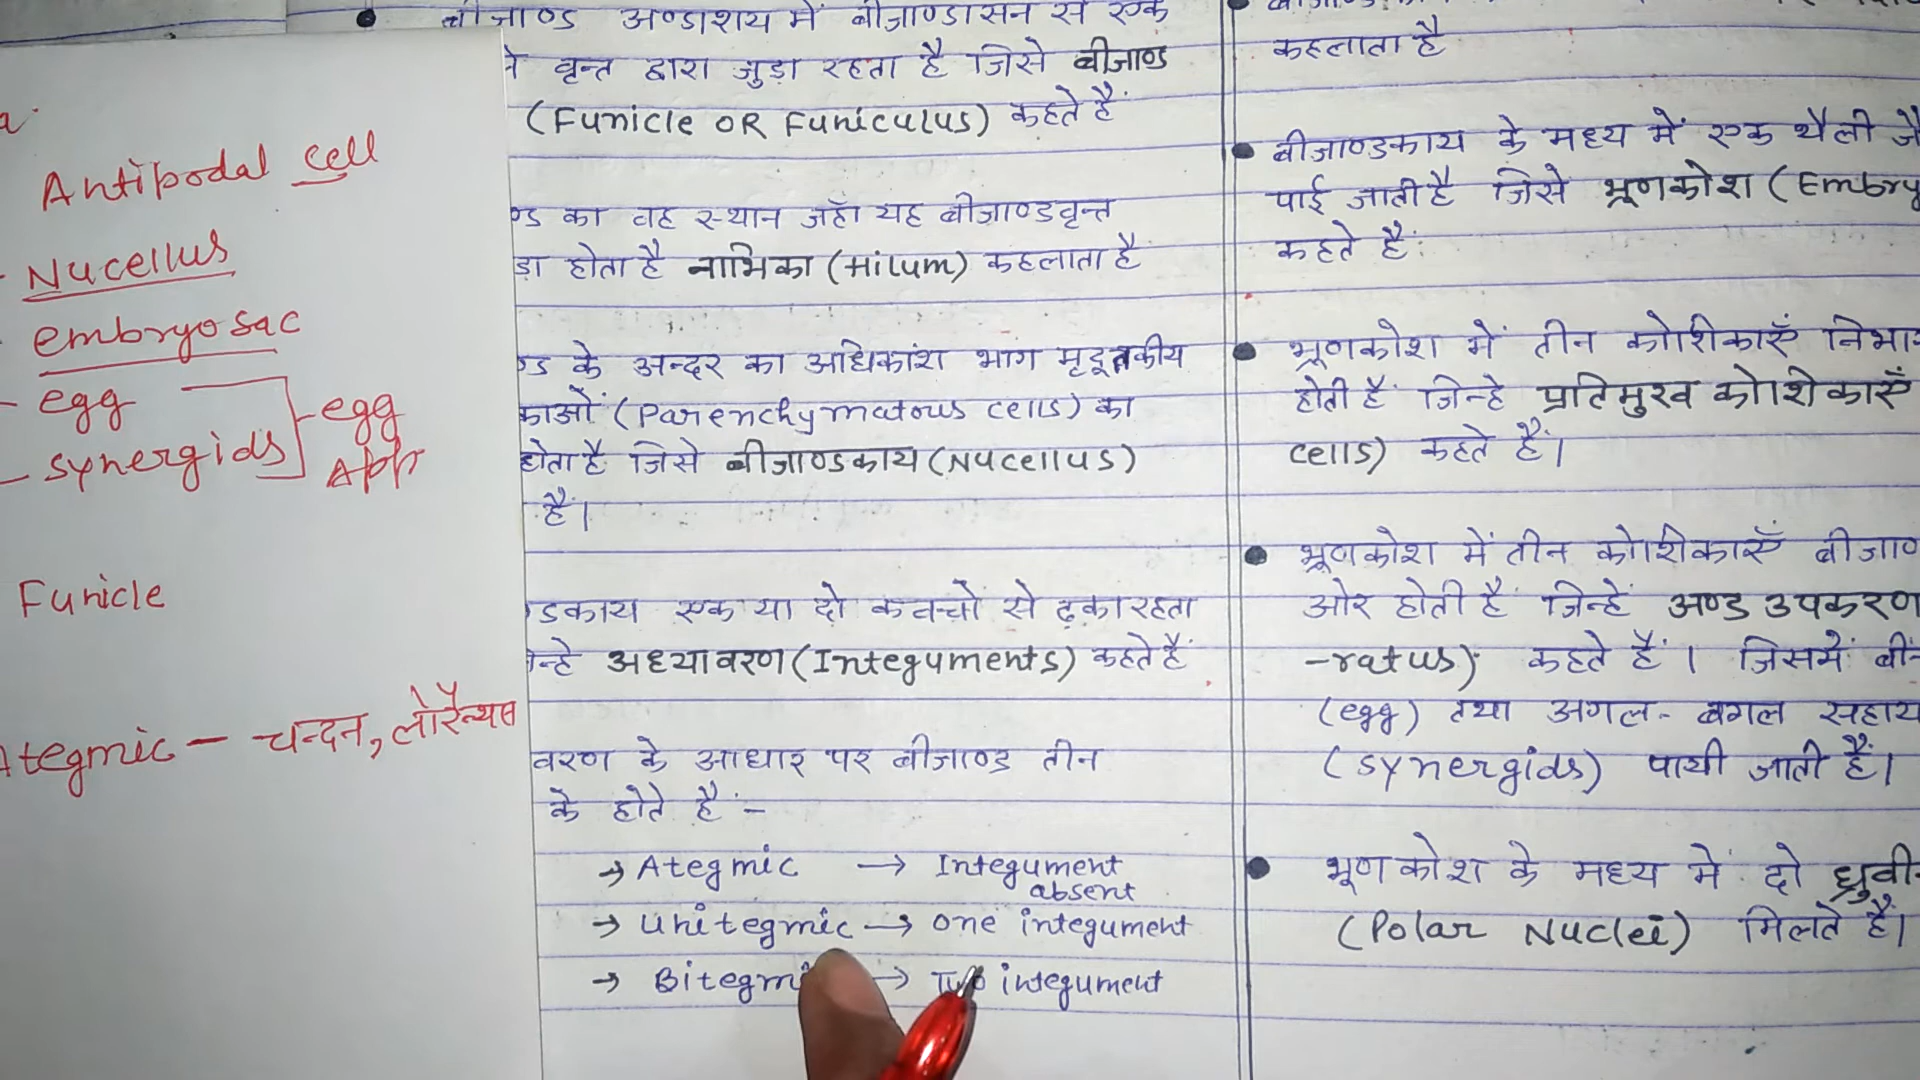 Antipodal cell
Nucellus
embryo sac
- egg
- synergids
egg
App
Funicle
Ategmic - चन्दन, लोरेन्थस
बीजाण्ड अण्डाशय में बीजाण्डासन से एक
वृन्त द्वारा जुड़ा रहता है जिसे बीजाण्ड
(Funicle OR Funiculus) कहते हैं
ण्ड का वह स्थान जहाँ यह बीजाण्डवृन्त
ड़ा होता है नाभिका (Hilum) कहलाता है
ण्ड के अन्दर का अधिकांश भाग मृदूतकीय
काओं (Parenchymatous cells) का
होता है जिसे बीजाण्डकाय (Nucellus)
हैं।
डकाय एक या दो कवचों से ढ़का रहता
न्हे अध्यावरण (Integuments) कहते हैं
वरण के आधार पर बीजाण्ड तीन
के होते हैं :-
→ Ategmic → Integument
absent
→ Unitegmic → one integument
→ Bitegmi → Two integument
कहलाता है
• बीजाण्डकाय के मध्य में एक थैली जै
पाई जाती है जिसे भ्रूणकोश (Embry
कहते हैं :
• भ्रूणकोश में तीन कोशिकाएँ निभा
होती हैं जिन्हे प्रतिमुख कोशिकाएँ
cells) कहते हैं।
• भ्रूणकोश में तीन कोशिकाएँ बीजाण
ओर होती हैं जिन्हें अण्ड उपकरण
-ratus) कहते हैं। जिसमें बी
(egg) तथा अगल - बगल सहाय
(synergids) पायी जाती हैं।
• भ्रूणकोश के मध्य में दो ध्रुवी
(Polar Nuclei) मिलते हैं।